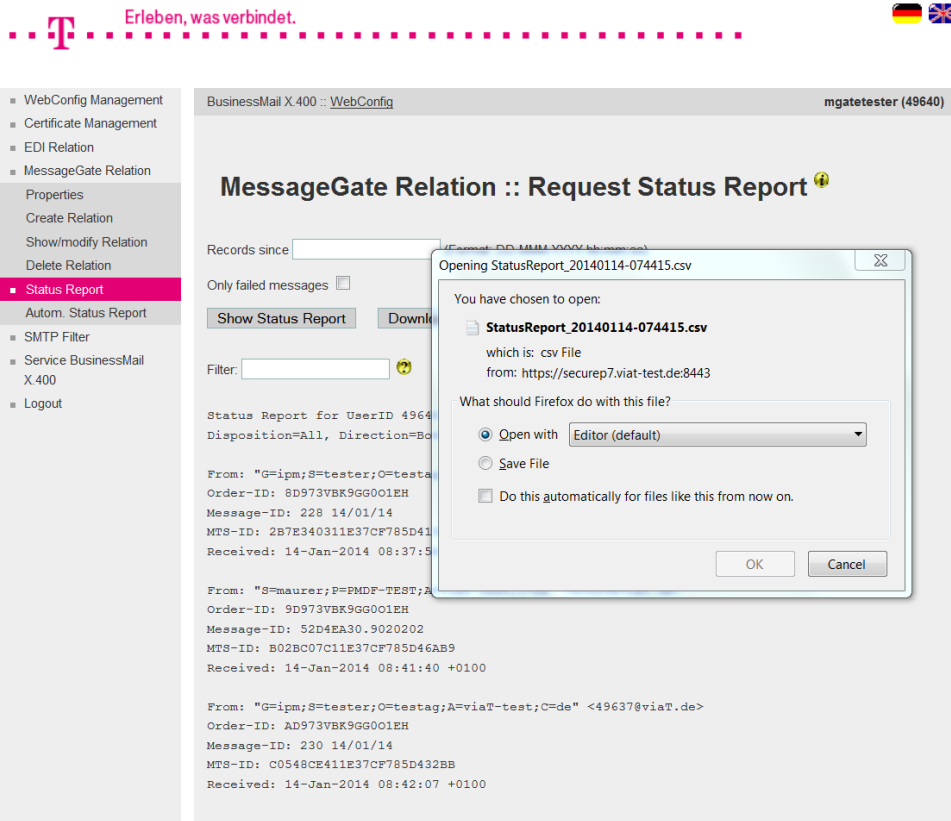 Erleben, was verbindet.
T
WebConfig Management
Certificate Management
EDI Relation
MessageGate Relation
Properties
Create Relation
Show/modify Relation
Delete Relation
Status Report
Autom. Status Report
SMTP Filter
Service BusinessMail
X.400
Logout
BusinessMail X.400 :: WebConfig
mgatetester (49640)
MessageGate Relation :: Request Status Report
Records since (Format: DD-MMM-YYYY hh:mm:ss)
Only failed messages
Show Status Report
Filter:
Status Report for UserID 4964
Disposition=All, Direction=Bo
From: "G=ipm;S=tester;O=testa
Order-ID: 8D973VBK9GG0O1EH
Message-ID: 228 14/01/14
MTS-ID: 2B7E340311E37CF785D41
Received: 14-Jan-2014 08:37:5
From: "S=maurer;P=PMDF-TEST;A
Order-ID: 9D973VBK9GG0O1EH
Message-ID: 52D4EA30.9020202
MTS-ID: B02BC07C11E37CF785D46AB9
Received: 14-Jan-2014 08:41:40 +0100
From: "G=ipm;S=tester;O=testag;A=viaT-test;C=de" <49637@viaT.de>
Order-ID: AD973VBK9GG0O1EH
Message-ID: 230 14/01/14
MTS-ID: C0548CE411E37CF785D432BB
Received: 14-Jan-2014 08:42:07 +0100
Opening StatusReport_20140114-074415.csv
You have chosen to open:
StatusReport_20140114-074415.csv
which is: csv File
from: https://securep7.viat-test.de:8443
What should Firefox do with this file?
Open with Editor (default)
Save File
Do this automatically for files like this from now on.
OK
Cancel